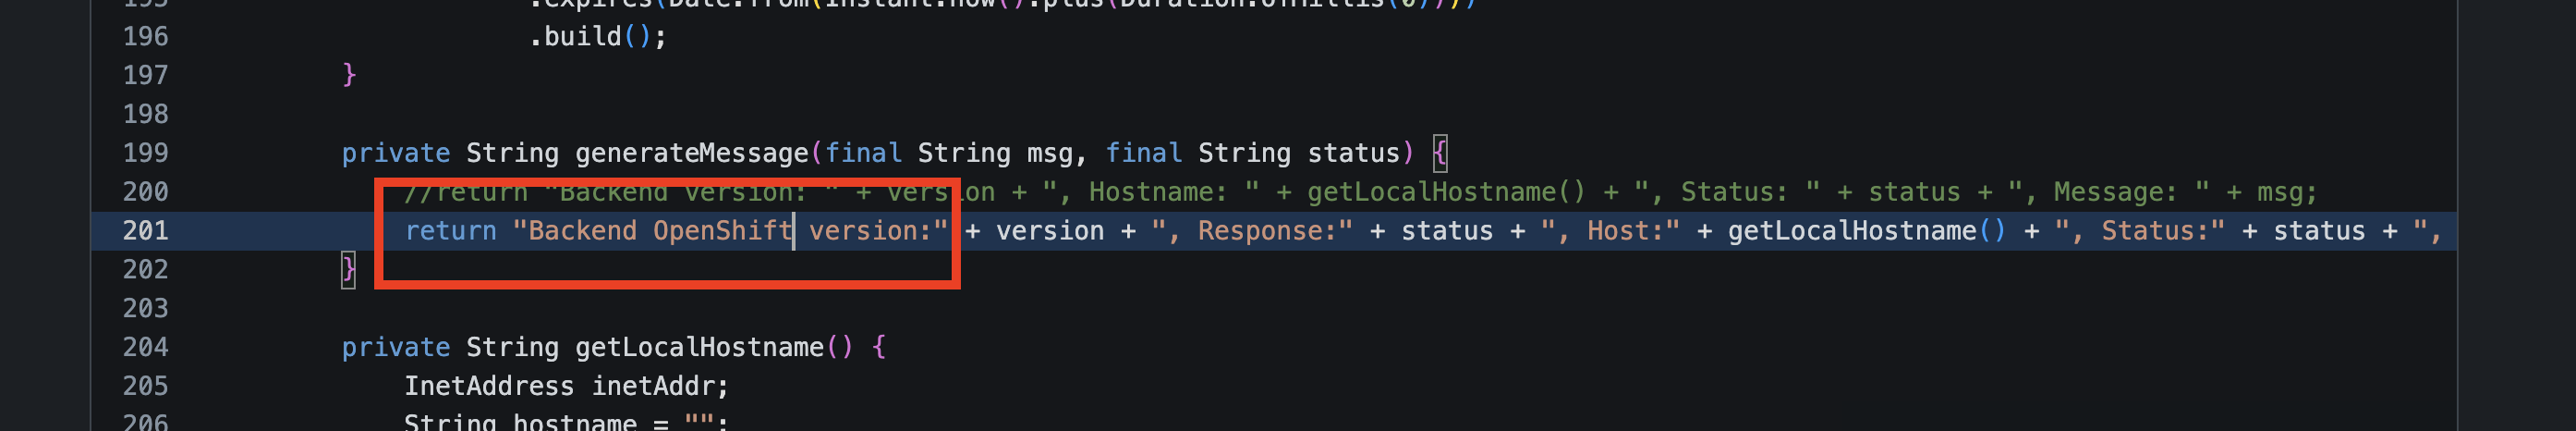 195 .expires(Date.from(Instant.now().plus(Duration.ofMillis(0))))
196 .build();
197 }
198
199 private String generateMessage(final String msg, final String status) {
200 //return "Backend version: " + version + ", Hostname: " + getLocalHostname() + ", Status: " + status + ", Message: " + msg;
201 return "Backend OpenShift version:" + version + ", Response:" + status + ", Host:" + getLocalHostname() + ", Status:" + status + ",
202 }
203
204 private String getLocalHostname() {
205 InetAddress inetAddr;
206 String hostname = "";